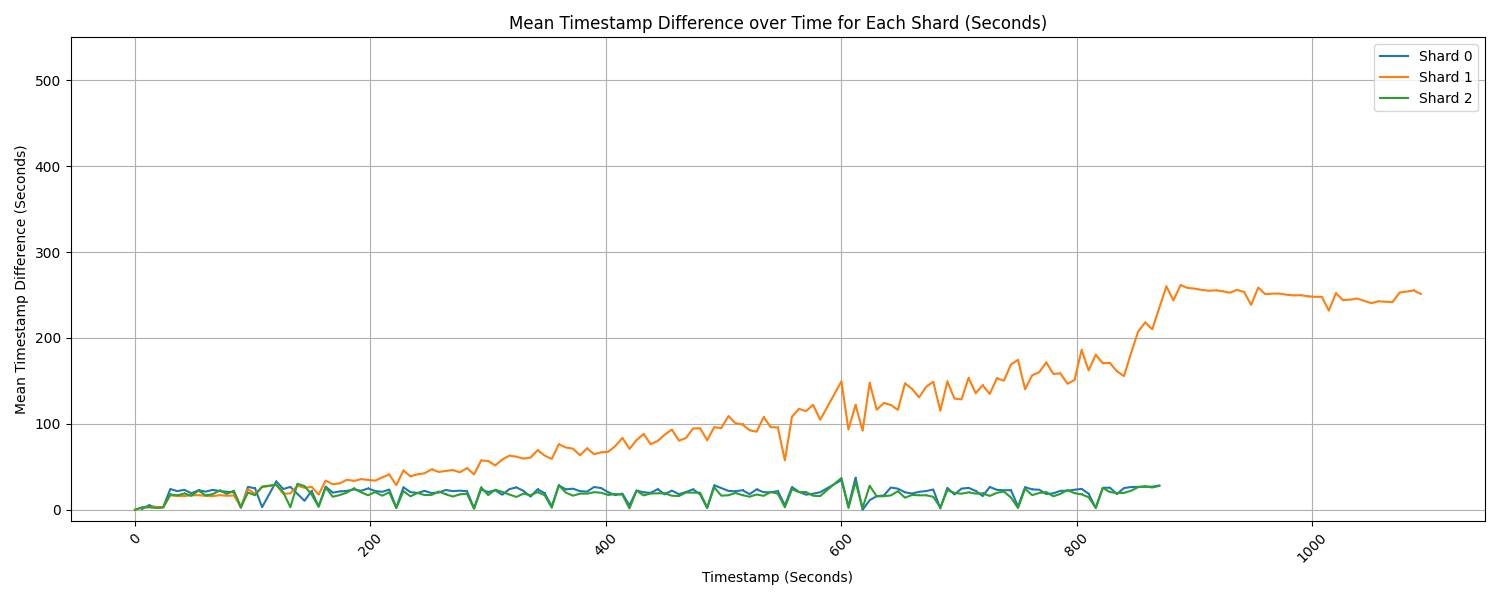 Mean Timestamp Difference over Time for Each Shard (Seconds)
Mean Timestamp Difference (Seconds)
500
400
300
200
100
0
Shard 0
Shard 1
Shard 2
0
200
400
600
800
1000
Timestamp (Seconds)